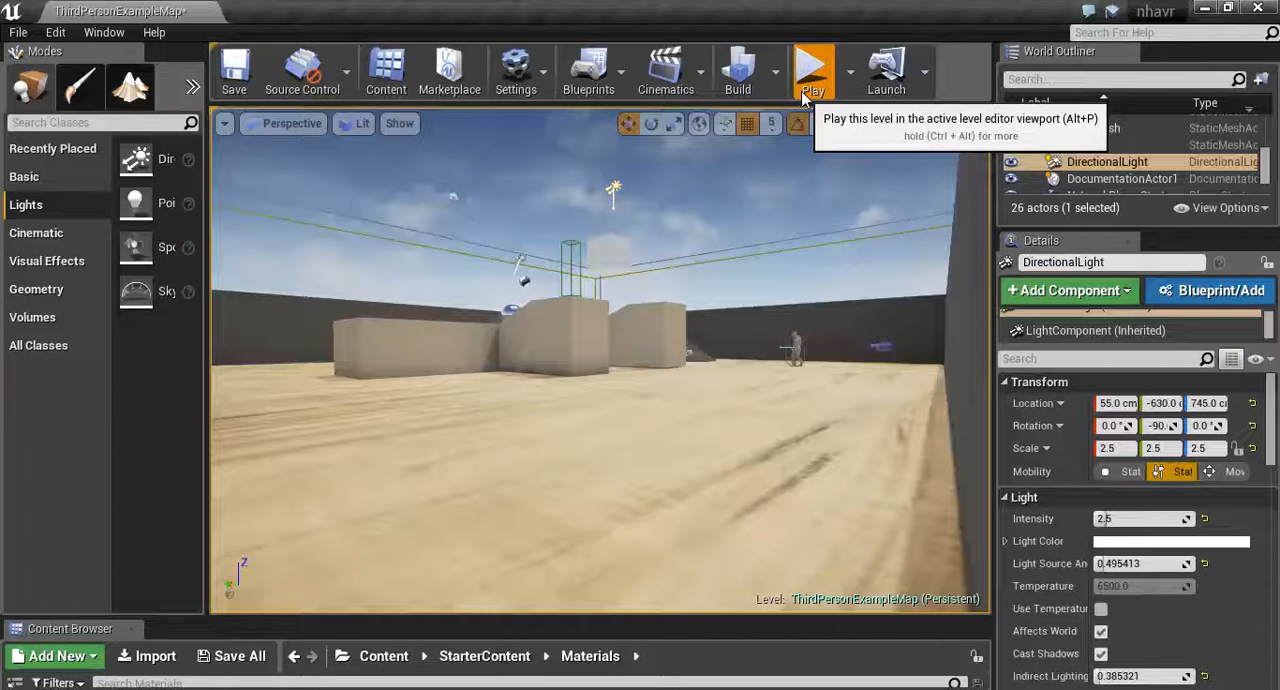 ThirdPersonExampleMap*
nhavr
File Edit Window Help
Search For Help
Modes
Save Source Control Content Marketplace Settings Blueprints Cinematics Build Play Launch
World Outliner
Search...
Search Classes
Label Type
Play this level in the active level editor viewport (Alt+P)
hold (Ctrl + Alt) for more
Perspective Lit Show 5
sh StaticMeshAc
StaticMeshAc
DirectionalLight DirectionalLig
DocumentationActor1 Documentatic
26 actors (1 selected) View Options
Recently Placed
Basic
Lights
Cinematic
Visual Effects
Geometry
Volumes
All Classes
Dir
Poi
Spo
Sky
Details
DirectionalLight
+Add Component Blueprint/Add
LightComponent (Inherited)
Search
Transform
Location 55.0 cm -630.0 c 745.0 ci
Rotation 0.0 ° -90. 0.0 °
Scale 2.5 2.5 2.5
Mobility Stat Stat Mov
Light
Intensity 2.5
Light Color
Light Source An 0.495413
Temperature 6500.0
Use Temperatur
Affects World
Cast Shadows
Indirect Lighting 0.385321
Z
Level: ThirdPersonExampleMap (Persistent)
Content Browser
Add New Import Save All Content StarterContent Materials
Filters Search Materials